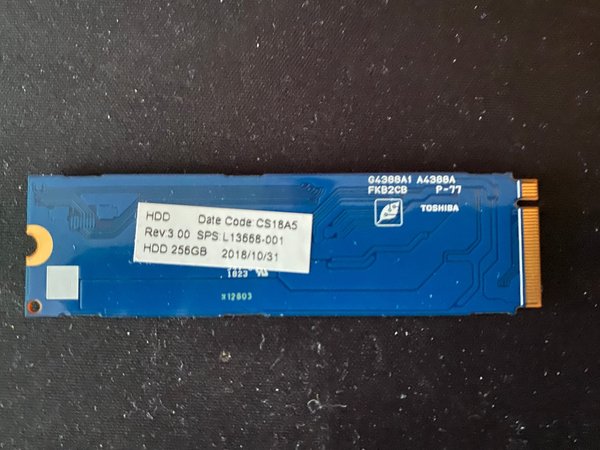 G4388A1 A4388A
FKB2CB P-77
TOSHIBA
HDD Date Code:CS18A5
Rev:3.00 SPS:L13668-001
HDD 256GB 2018/10/31
1823
X12803